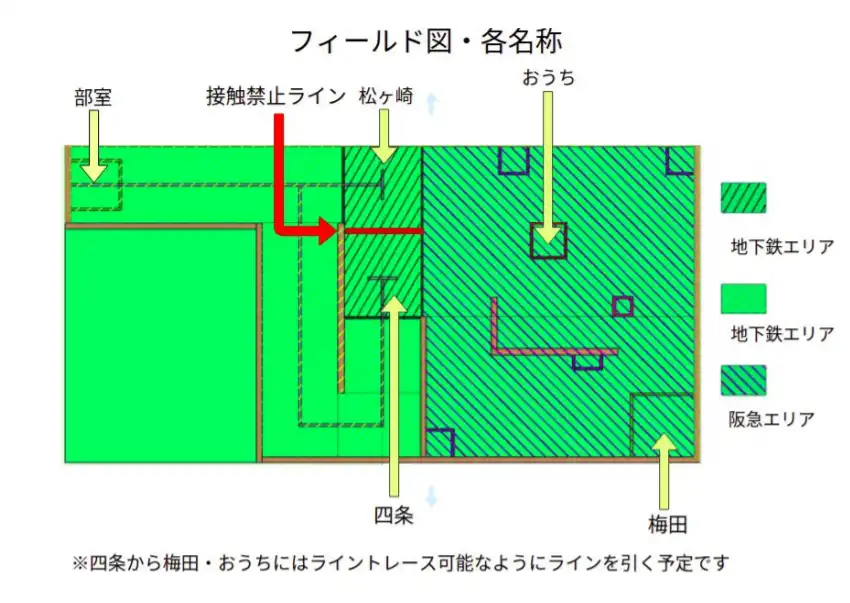 フィールド図・各名称
おうち
部室
接触禁止ライン
松ヶ崎
地下鉄エリア
地下鉄エリア
阪急エリア
四条
梅田
※四条から梅田・おうちにはライントレース可能なようにラインを引く予定です